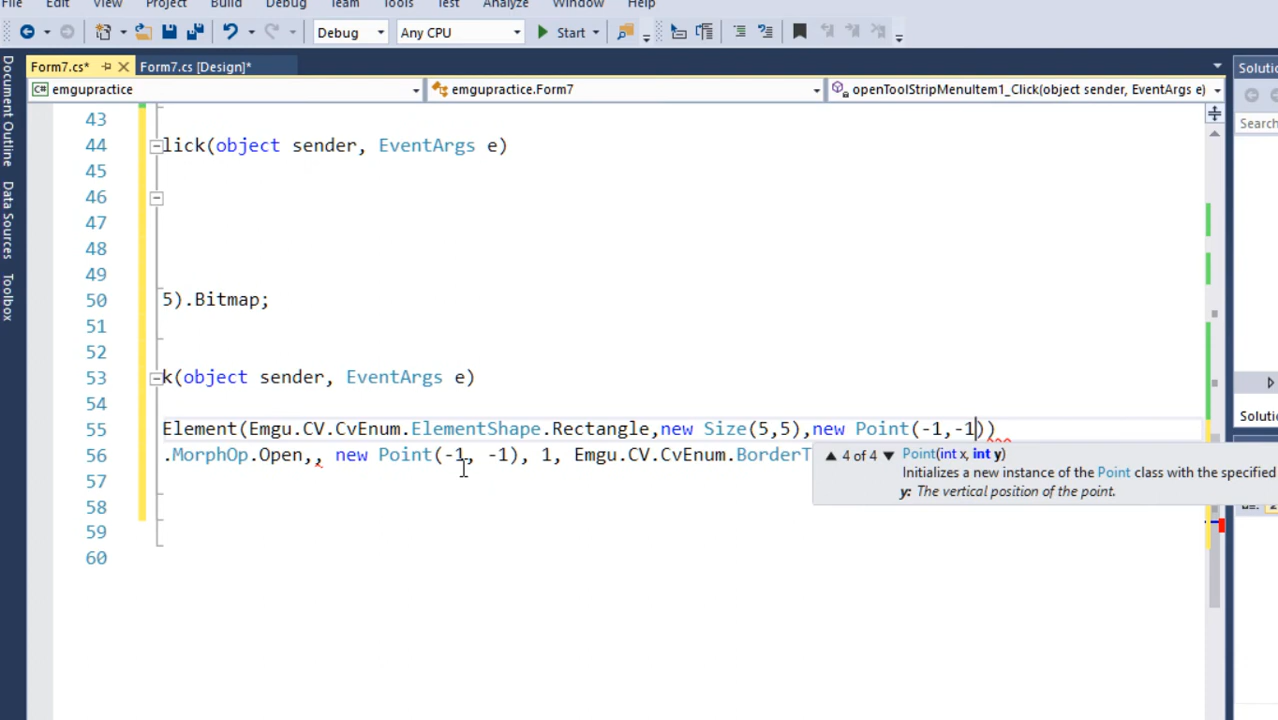 File Edit View Project Build Debug Team Tools Test Analyze Window Help
Debug Any CPU Start
Form7.cs* Form7.cs [Design]*
C# emgupractice emgupractice.Form7 openToolStripMenuItem1_Click(object sender, EventArgs e)
Document Outline
Data Sources
Toolbox
Solutio
Search
Solutio
43
44 lick(object sender, EventArgs e)
45
46
47
48
49
50 5).Bitmap;
51
52
53 k(object sender, EventArgs e)
54
55 Element(Emgu.CV.CvEnum.ElementShape.Rectangle,new Size(5,5),new Point(-1,-1))
56 .MorphOp.Open,, new Point(-1, -1), 1, Emgu.CV.CvEnum.BorderT
57
58
59
60
4 of 4 Point(int x, int y)
Initializes a new instance of the Point class with the specified
y: The vertical position of the point.